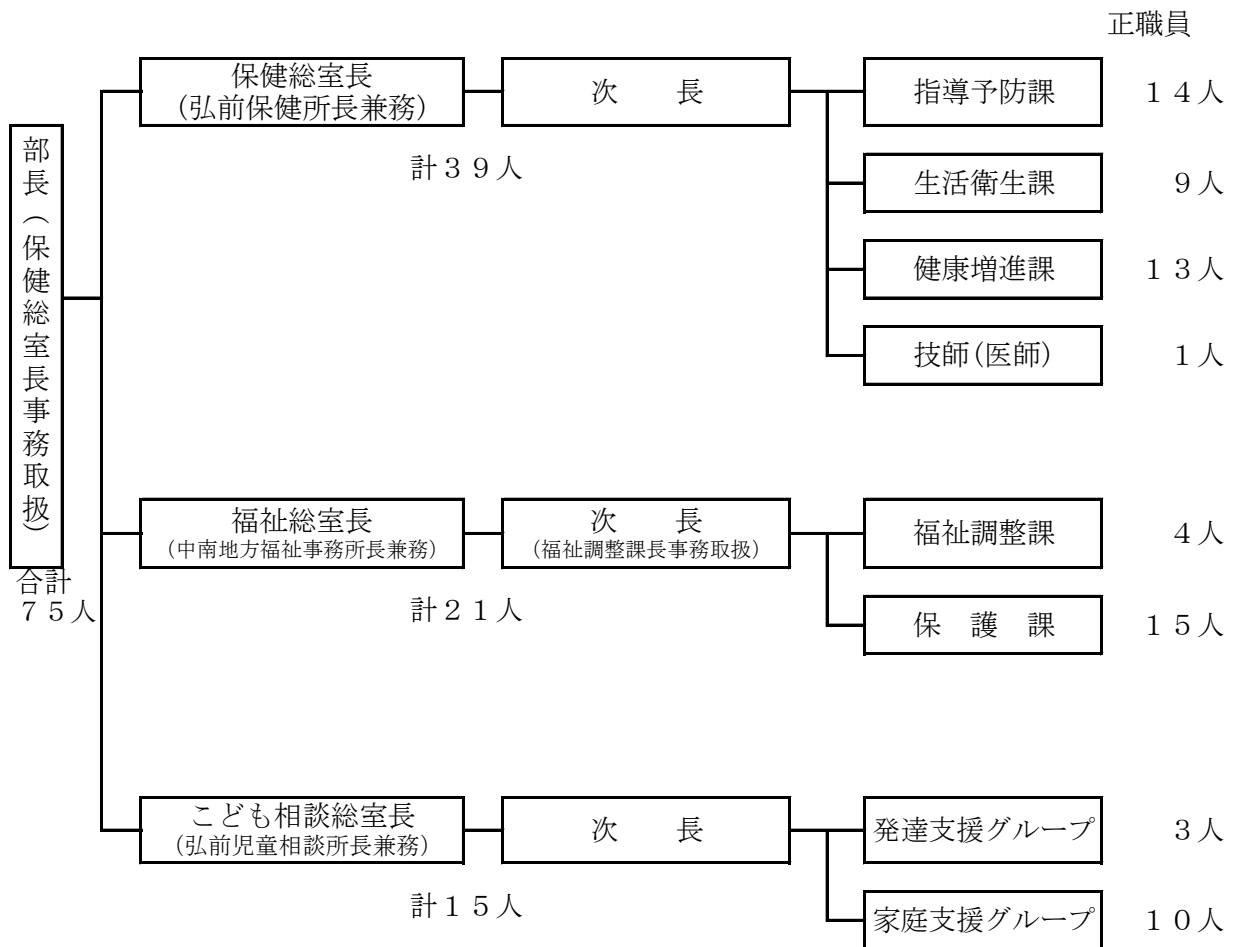 正職員
保健総室長
(弘前保健所長兼務)
次　　長
指導予防課
１４人
計３９人
生活衛生課
９人
健康増進課
１３人
技師(医師)
１人
部長(保健総室長事務取扱)
合計
７５人
福祉総室長
(中南地方福祉事務所長兼務)
次　　長
(福祉調整課長事務取扱)
福祉調整課
４人
計２１人
保　護　課
１５人
こども相談総室長
(弘前児童相談所長兼務)
次　　長
発達支援グループ
３人
計１５人
家庭支援グループ
１０人